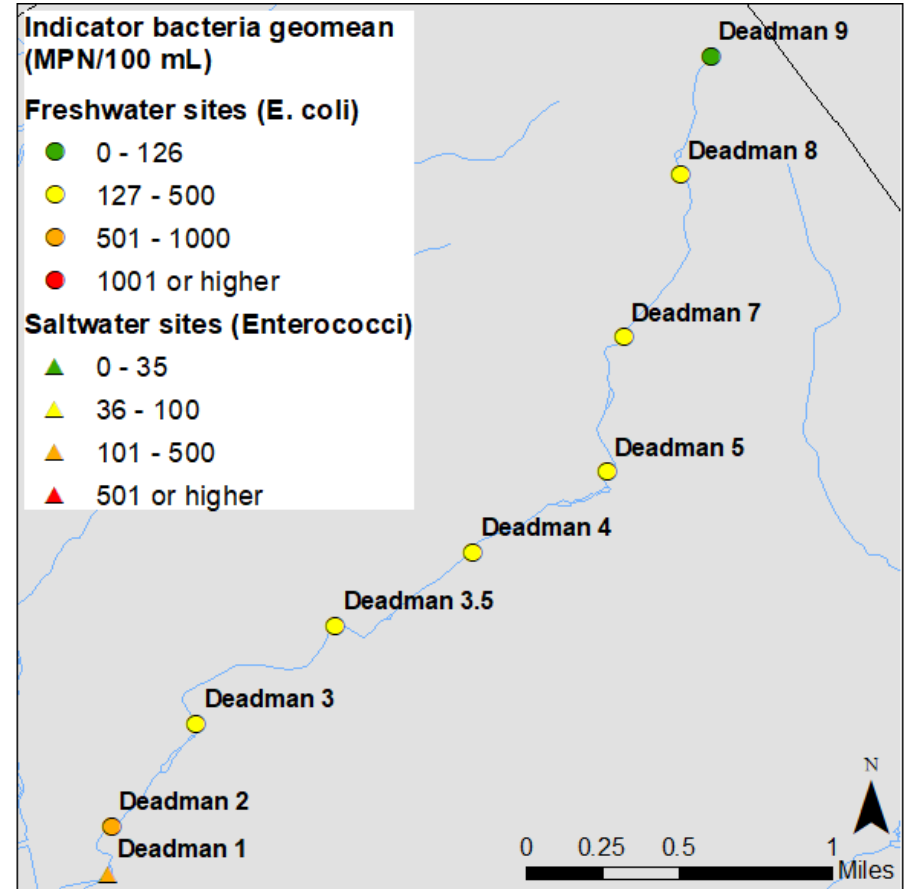 Indicator bacteria geomean
(MPN/100 mL)
Freshwater sites (E. coli)
0 - 126
127 - 500
501 - 1000
1001 or higher
Saltwater sites (Enterococci)
0 - 35
36 - 100
101 - 500
501 or higher
Deadman 9
Deadman 8
Deadman 7
Deadman 5
Deadman 4
Deadman 3.5
Deadman 3
Deadman 2
Deadman 1
N
0 0.25 0.5 1
Miles